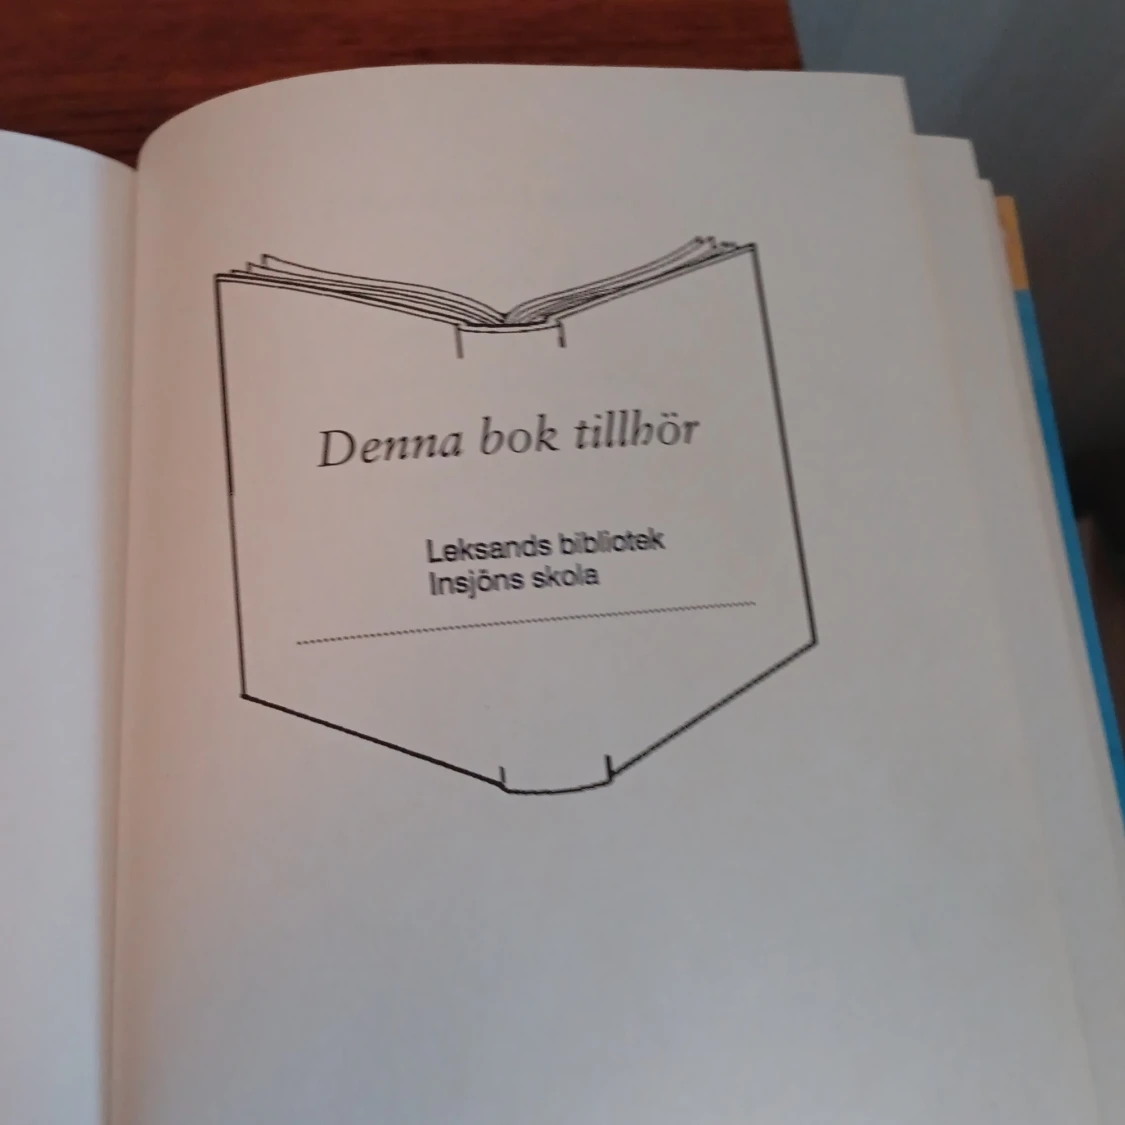 Denna bok tillhör
Leksands bibliotek
Insjöns skola